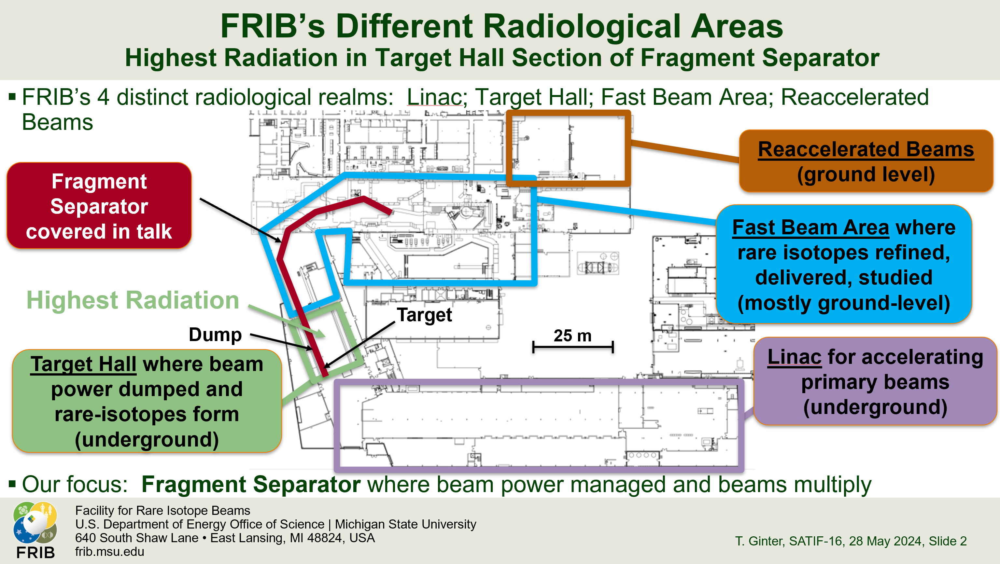 FRIB’s Different Radiological Areas
Highest Radiation in Target Hall Section of Fragment Separator
▪ FRIB’s 4 distinct radiological realms: Linac; Target Hall; Fast Beam Area; Reaccelerated
Beams
Reaccelerated Beams
(ground level)
Fragment
Separator
covered in talk
Fast Beam Area where
rare isotopes refined,
delivered, studied
(mostly ground-level)
Highest Radiation
Target
Dump
25 m
Target Hall where beam
power dumped and
rare-isotopes form
(underground)
Linac for accelerating
primary beams
(underground)
▪ Our focus: Fragment Separator where beam power managed and beams multiply
FRIB
Facility for Rare Isotope Beams
U.S. Department of Energy Office of Science | Michigan State University
640 South Shaw Lane • East Lansing, MI 48824, USA
frib.msu.edu
T. Ginter, SATIF-16, 28 May 2024, Slide 2